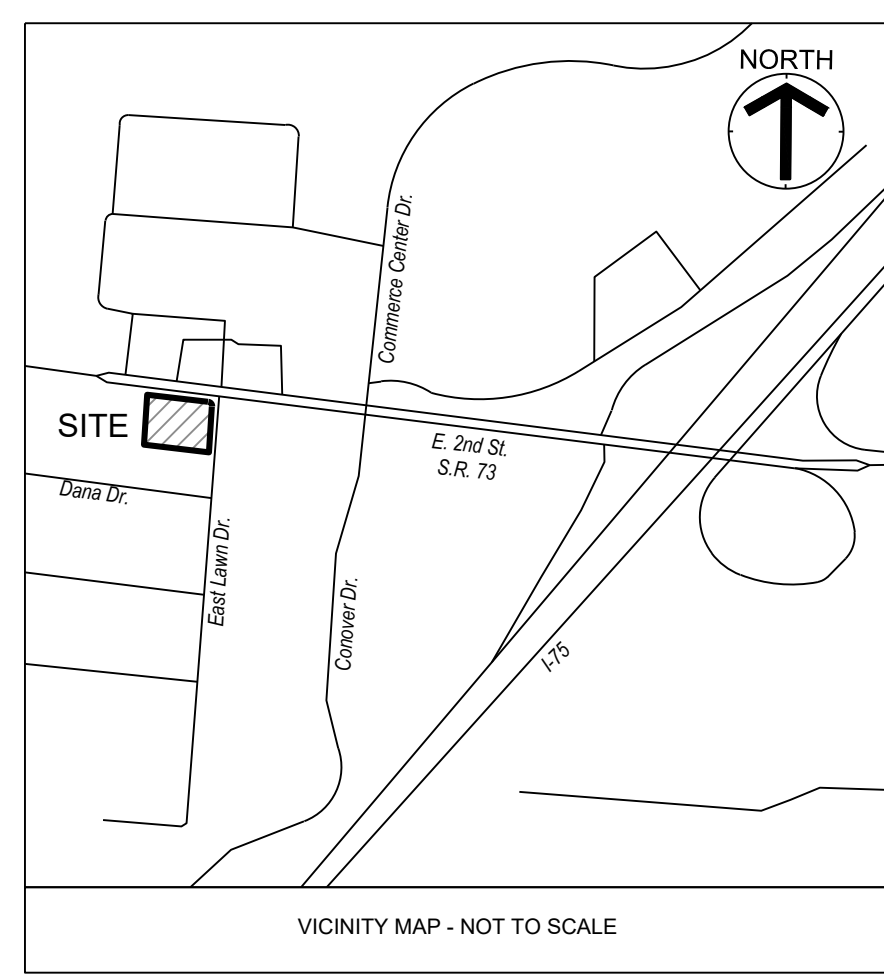 NORTH
Commerce Center Dr.
SITE
E. 2nd St.
S.R. 73
Dana Dr.
East Lawn Dr.
Conover Dr.
I-75
VICINITY MAP - NOT TO SCALE